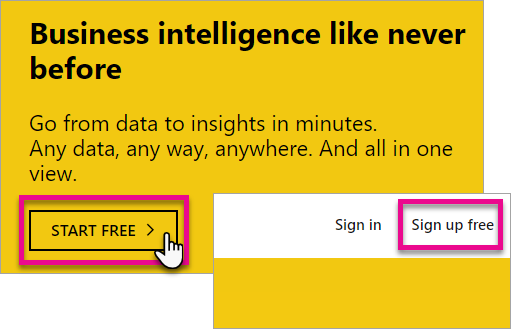 Business intelligence like never
before
Go from data to insights in minutes.
Any data, any way, anywhere. And all in one
view.
START FREE >
Sign in
Sign up free